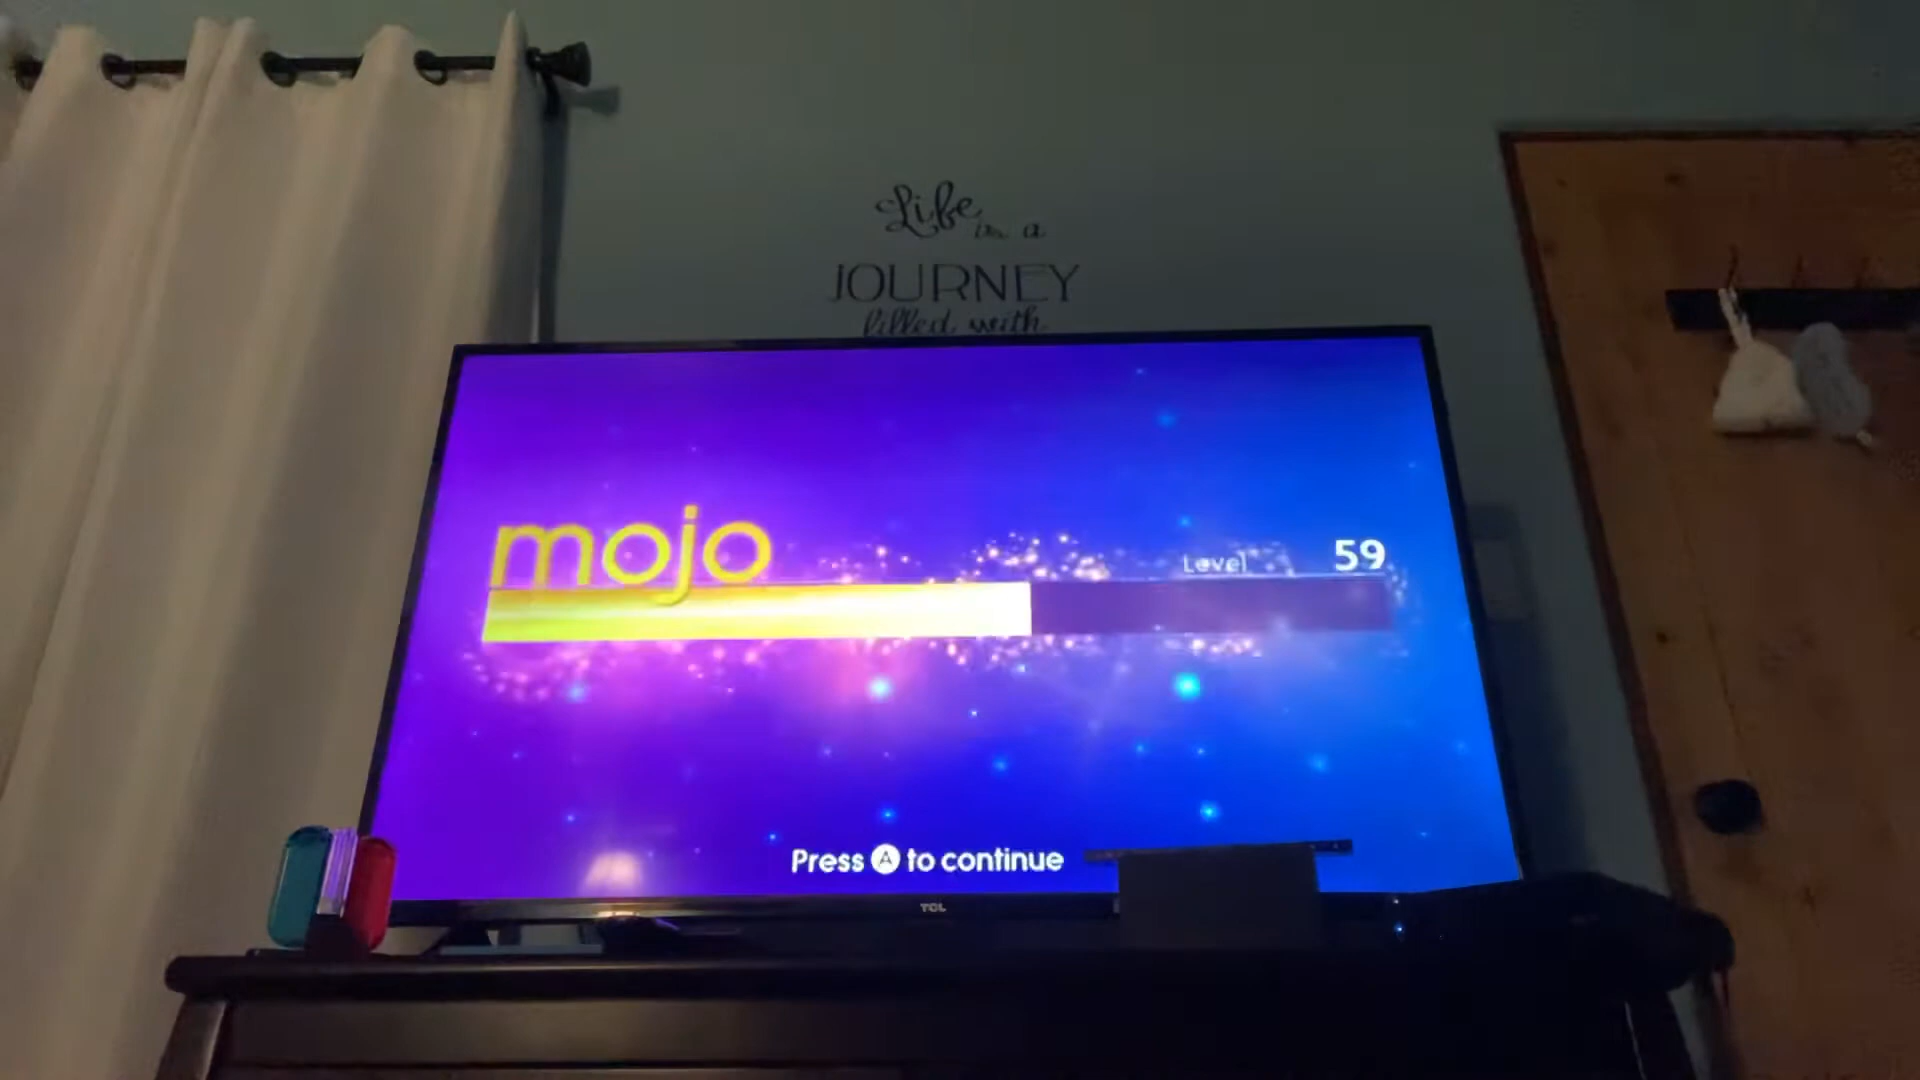 Life is a
JOURNEY
filled with
mojo
Level 59
Press A to continue
TCL